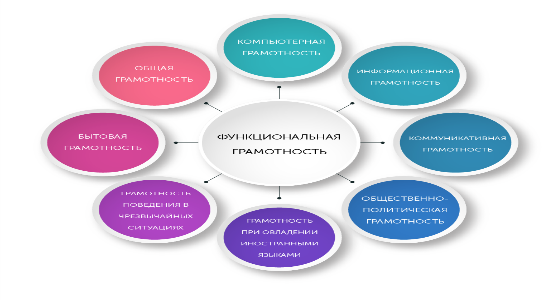 КОМПЬЮТЕРНАЯ
ГРАМОТНОСТЬ
ОБЩАЯ
ГРАМОТНОСТЬ
ИНФОРМАЦИОННАЯ
ГРАМОТНОСТЬ
БЫТОВАЯ
ГРАМОТНОСТЬ
ФУНКЦИОНАЛЬНАЯ
ГРАМОТНОСТЬ
КОММУНИКАТИВНАЯ
ГРАМОТНОСТЬ
ГРАМОТНОСТЬ
ПОВЕДЕНИЯ В
ЧРЕЗВЫЧАЙНЫХ
СИТУАЦИЯХ
ГРАМОТНОСТЬ
ПРИ ОВЛАДЕНИИ
ИНОСТРАННЫМИ
ЯЗЫКАМИ
ОБЩЕСТВЕННО-
ПОЛИТИЧЕСКАЯ
ГРАМОТНОСТЬ